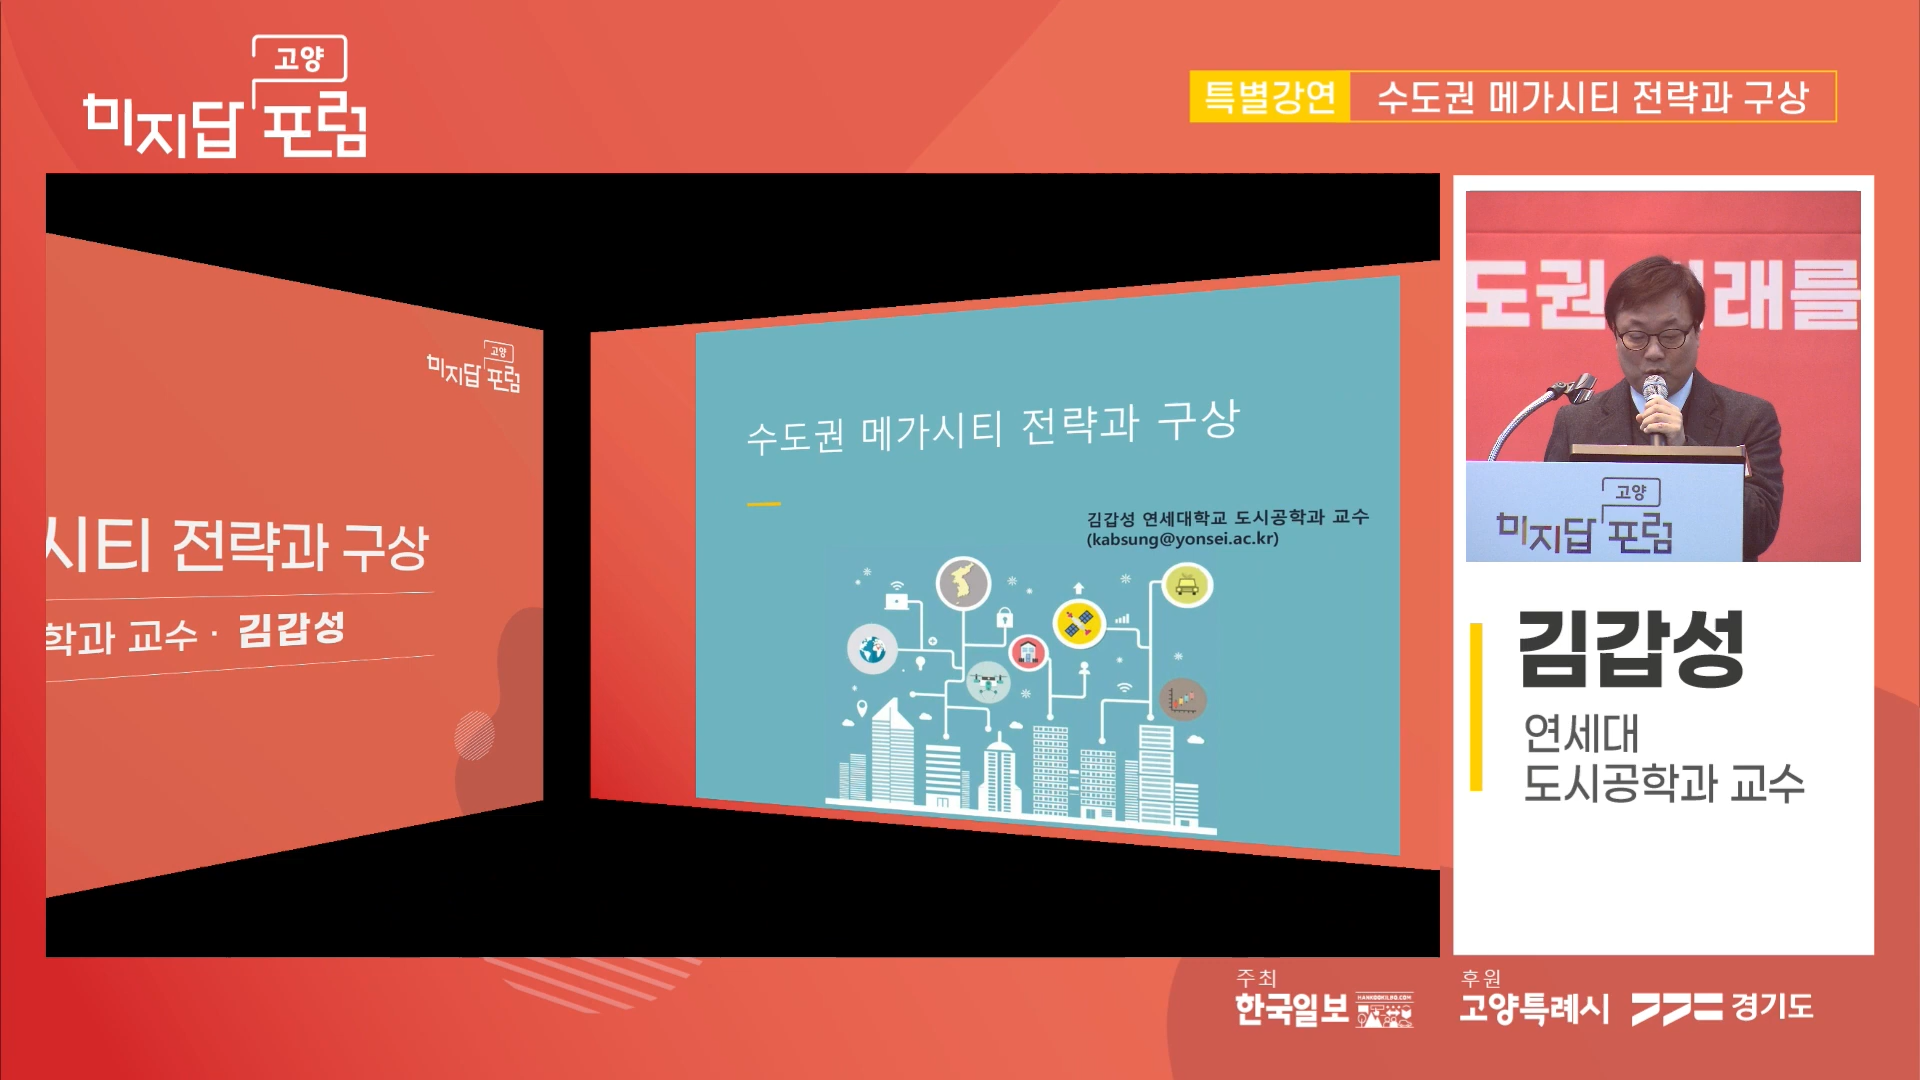 고양
미지답 포럼
특별강연 수도권 메가시티 전략과 구상
고양
미지답 포럼
시티 전략과 구상
학과 교수 · 김갑성
수도권 메가시티 전략과 구상
김갑성 연세대학교 도시공학과 교수
(kabsung@yonsei.ac.kr)
도권 래를
고양
미지답 포럼
김갑성
연세대
도시공학과 교수
주최
한국일보
HANKOOKILBO.COM
후원
고양특례시
경기도